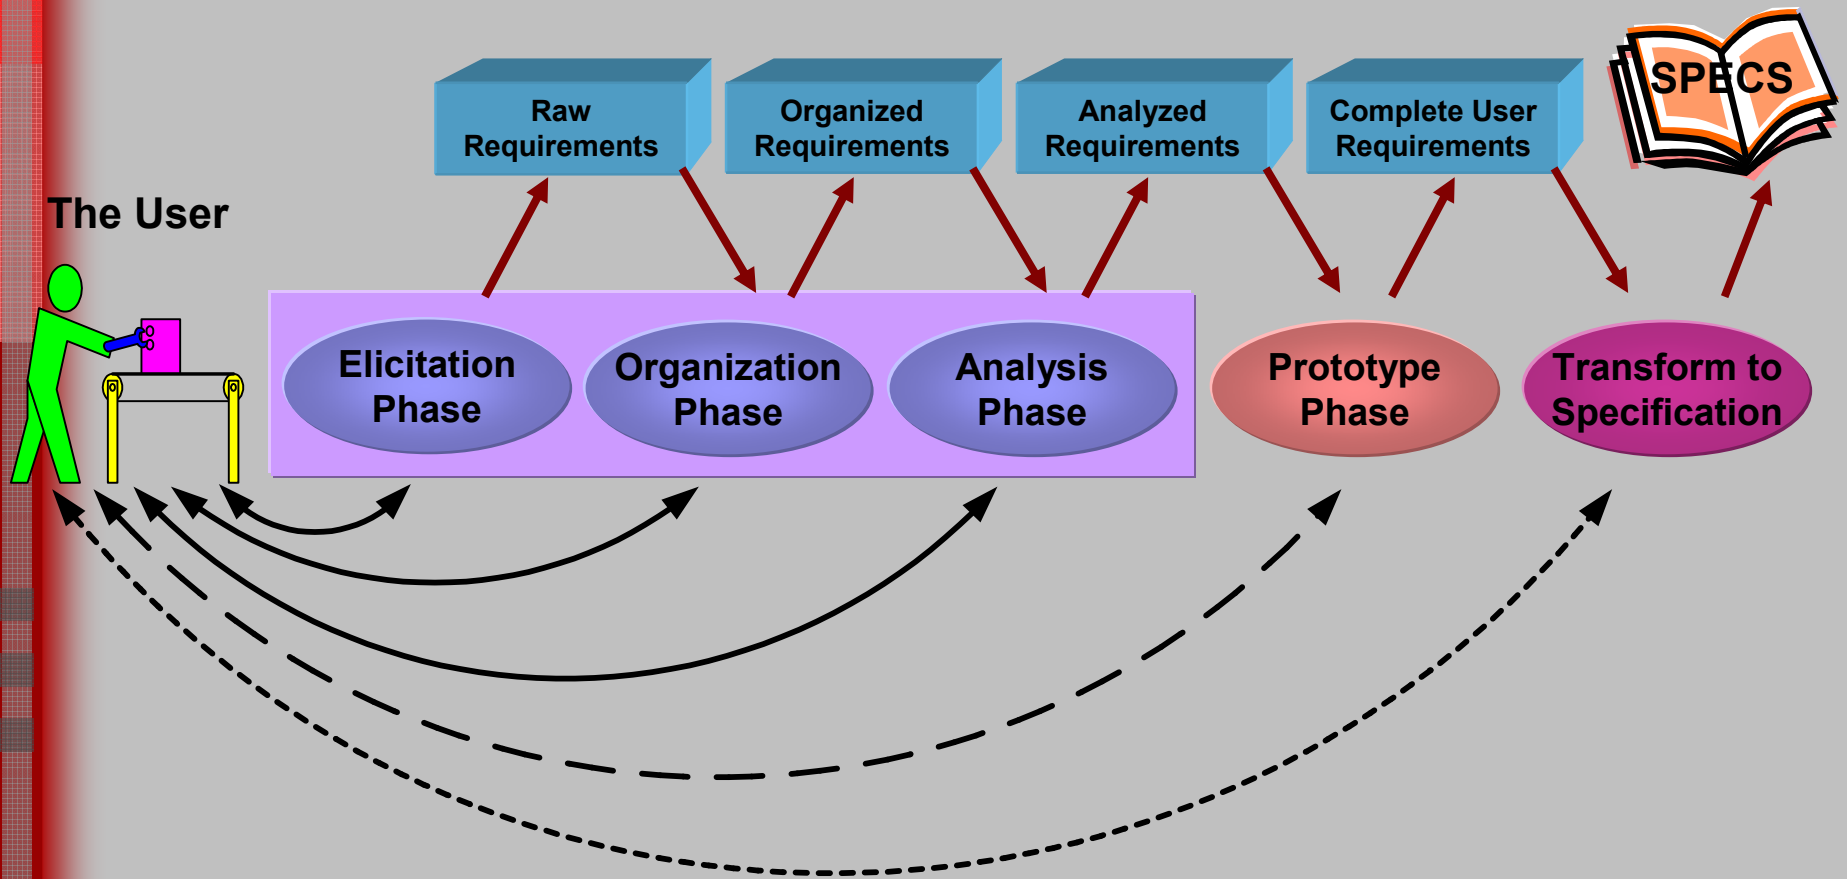 SPECS
Raw
Requirements
Organized
Requirements
Analyzed
Requirements
Complete User
Requirements
The User
Elicitation
Phase
Organization
Phase
Analysis
Phase
Prototype
Phase
Transform to
Specification